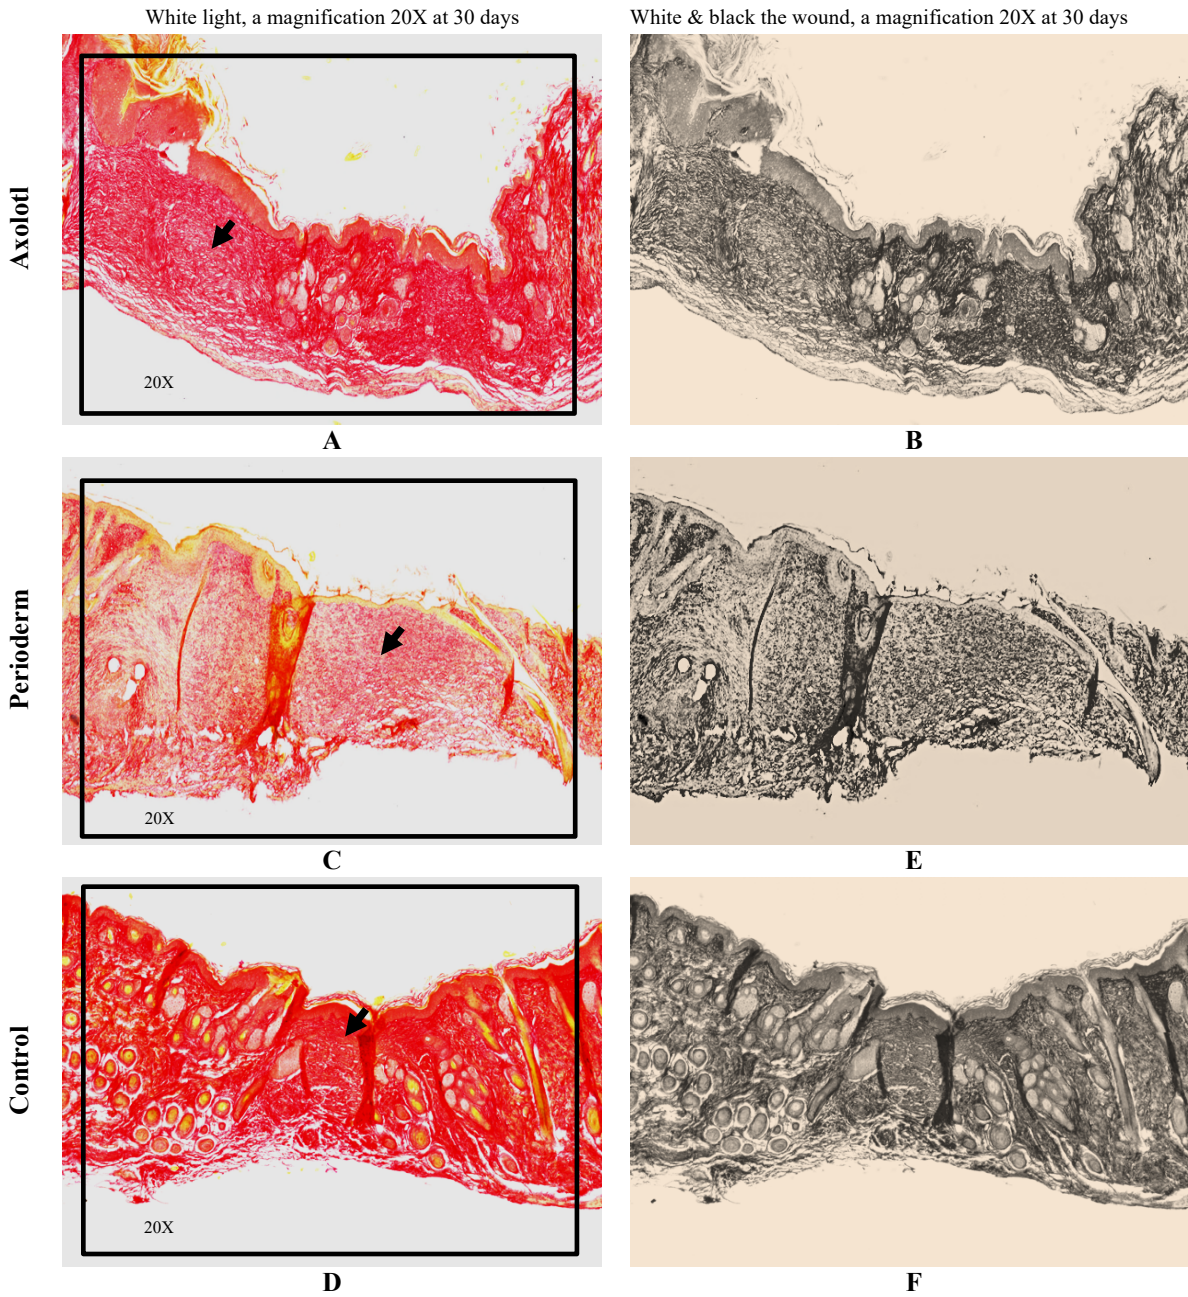 White light, a magnification 20X at 30 days
White & black the wound, a magnification 20X at 30 days
Axolotl
20X
A
B
Perioderm
20X
C
E
Control
20X
D
F